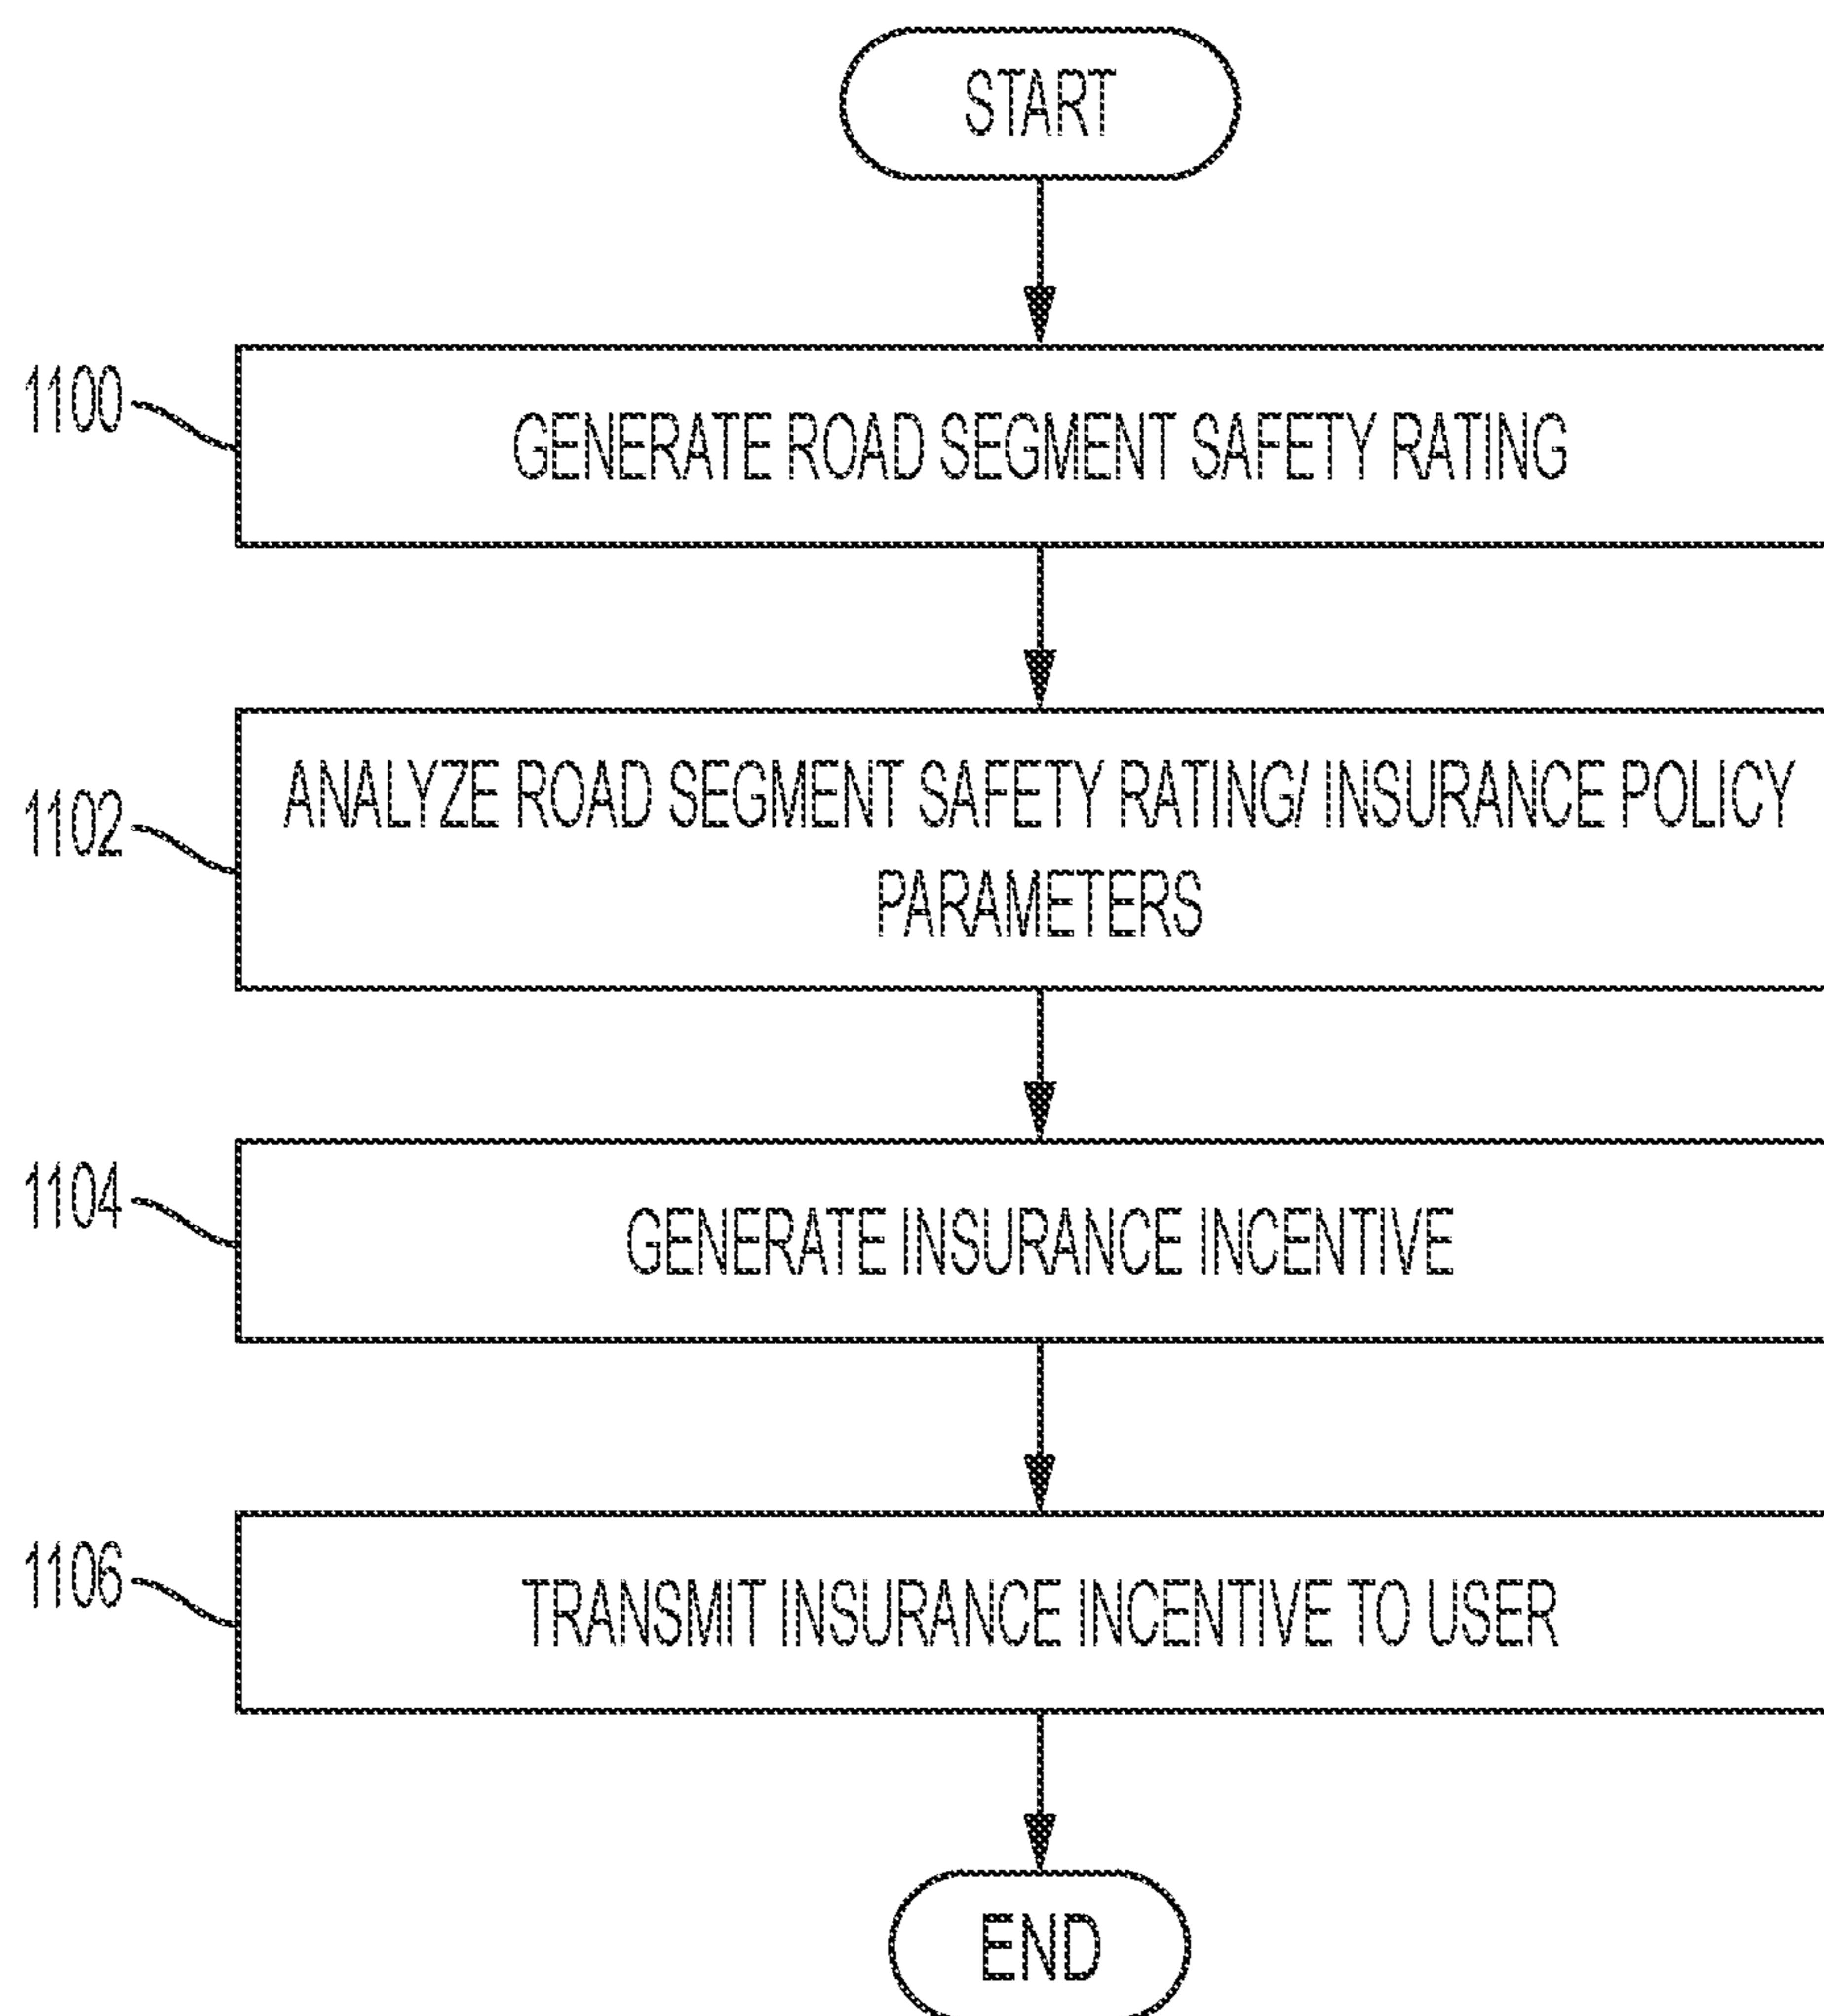 START
1100
GENERATE ROAD SEGMENT SAFETY RATING
1102
ANALYZE ROAD SEGMENT SAFETY RATING/ INSURANCE POLICY
PARAMETERS
1104
GENERATE INSURANCE INCENTIVE
1106
TRANSMIT INSURANCE INCENTIVE TO USER
END